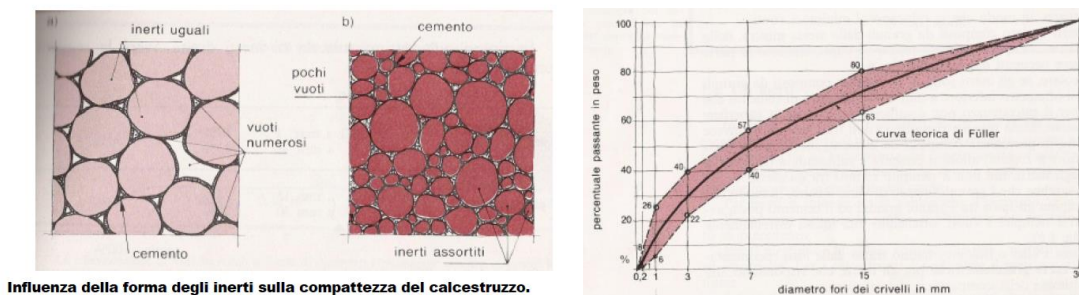 a)
inerti uguali
vuoti
numerosi
cemento
b)
cemento
pochi
vuoti
inerti assortiti
Influenza della forma degli inerti sulla compattezza del calcestruzzo.
percentuale passante in peso
100
80
60
40
20
%
80
63
57
40
40
26
22
8
6
1
curva teorica di Füller
0,2 1 3 7 15 3
diametro fori dei crivelli in mm